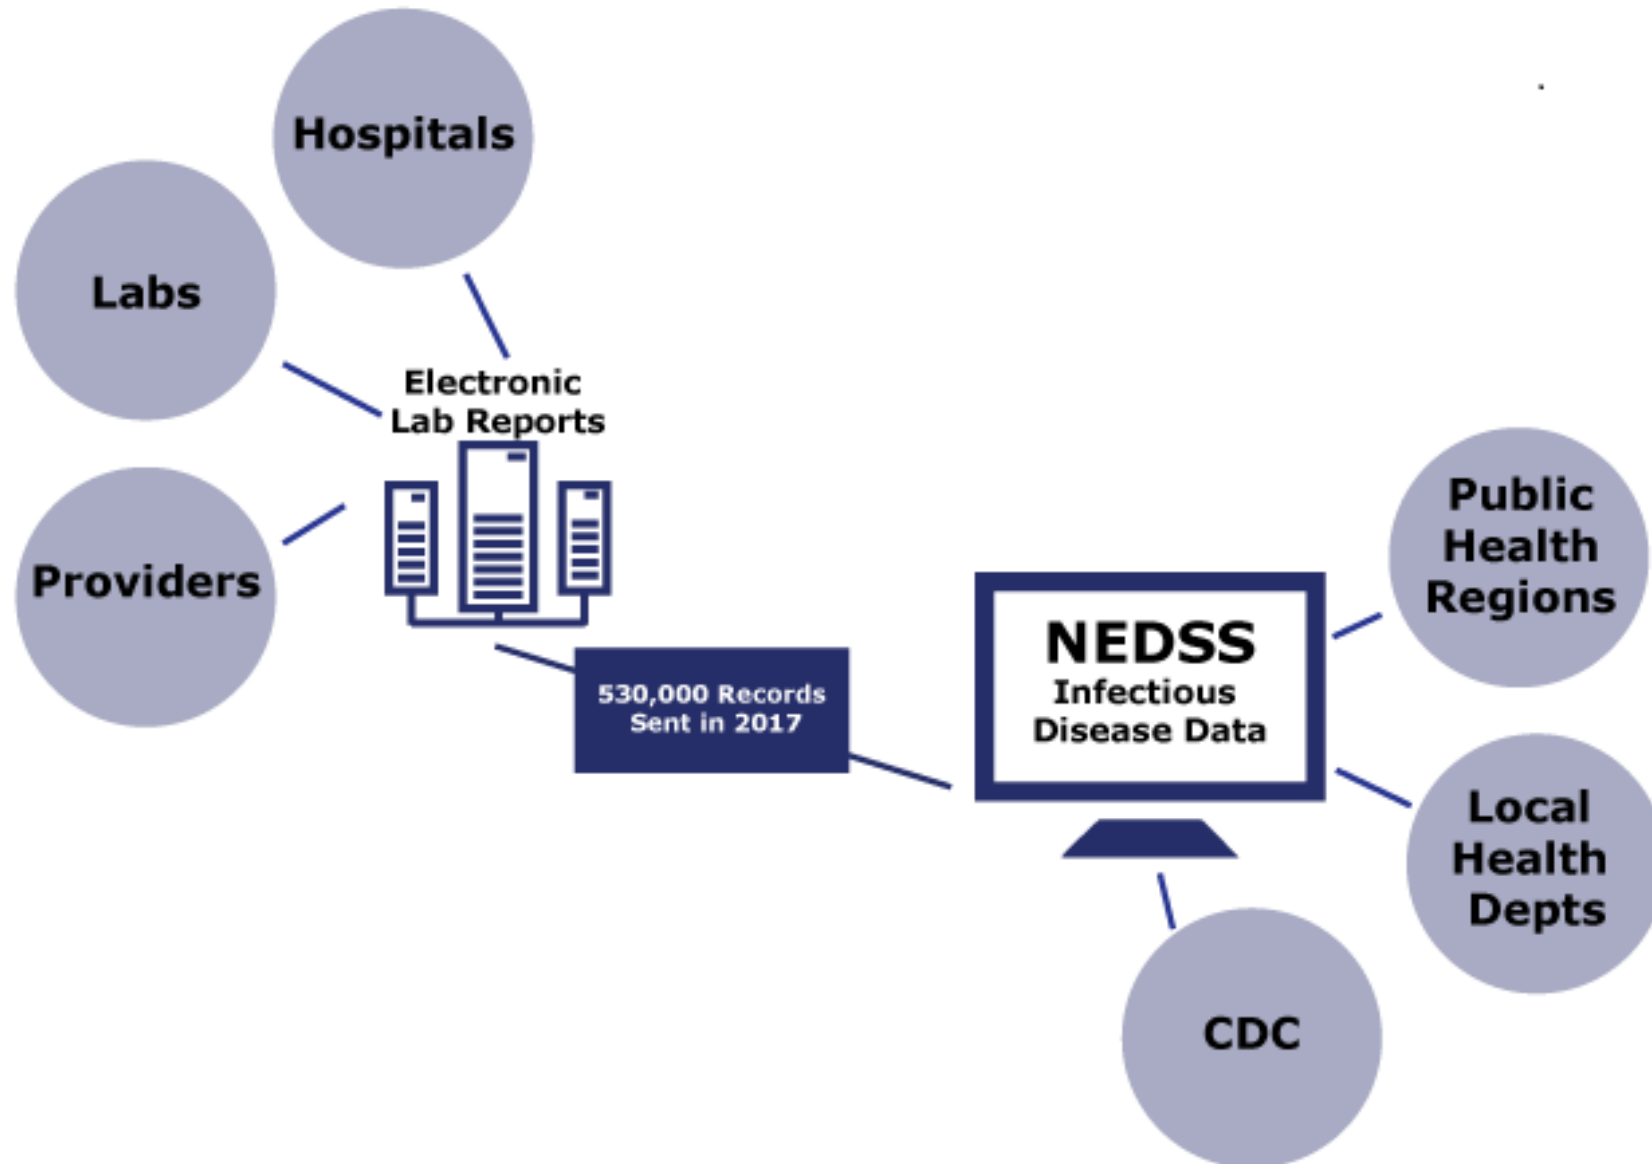 Hospitals
Labs
Providers
Electronic
Lab Reports
530,000 Records
Sent in 2017
NEDSS
Infectious
Disease Data
Public
Health
Regions
Local
Health
Depts
CDC